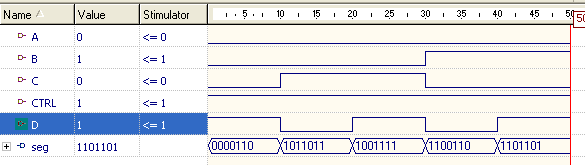 Name Value Stimulator 5 10 15 20 25 30 35 40 45 50
A 0 <= 0
B 1 <= 1
C 0 <= 0
CTRL 1 <= 1
D 1 <= 1
seg 1101101 0000110 1011011 1001111 1100110 1101101